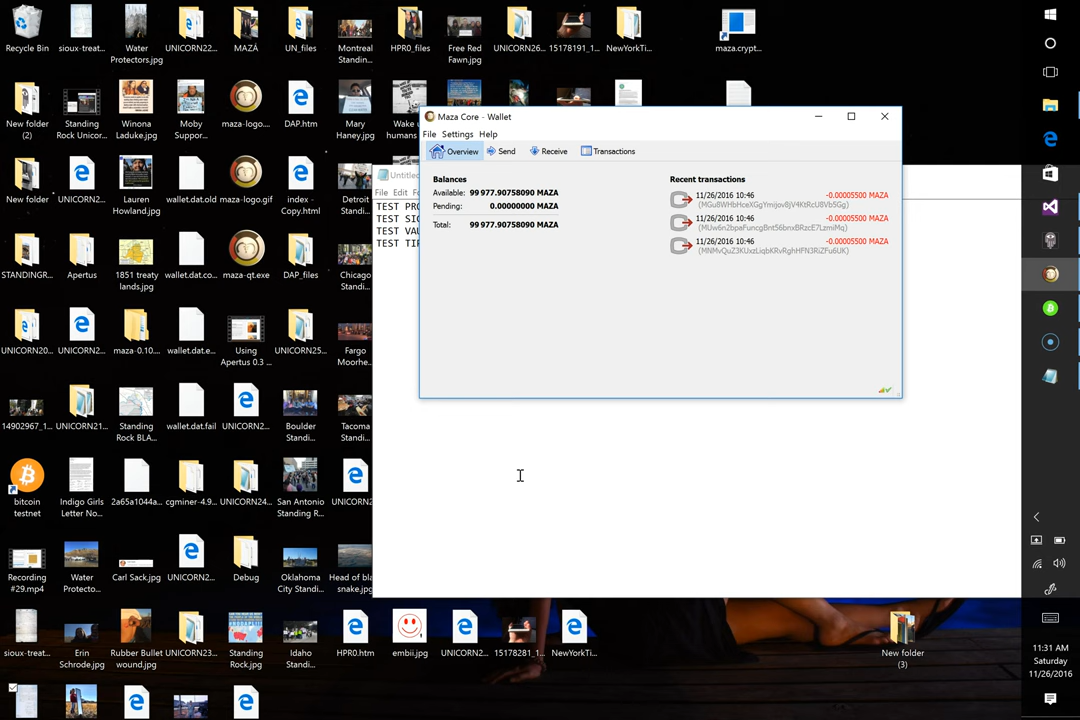 Recycle Bin
sioux-treat...
Water
Protectors.jpg
UNICORN22...
MAZÁ
UN_files
Montreal
Standin...
HPR0_files
Free Red
Fawn.jpg
UNICORN26...
15178191_1...
NewYorkTi...
maza.crypt...
New folder
(2)
Standing
Rock Unicor...
Winona
Laduke.jpg
Moby
Suppor...
maza-logo....
DAP.htm
Mary
Haney.jpg
Wake u
humans
New folder
UNICORN2...
Lauren
Howland.jpg
wallet.dat.old
maza-logo.gif
index -
Copy.html
Detroit
Standi...
STANDINGR...
Apertus
1851 treaty
lands.jpg
wallet.dat.co...
maza-qt.exe
DAP_files
Chicago
Standi...
UNICORN20...
UNICORN2...
maza-0.10....
wallet.dat.e...
Using
Apertus 0.3 ...
UNICORN25...
Fargo
Moorhe...
14902967_1...
UNICORN21...
Standing
Rock BLA...
wallet.dat.fail
UNICORN2...
Boulder
Standi...
Tacoma
Standi...
bitcoin
testnet
Indigo Girls
Letter No...
2a65a1044a...
cgminer-4.9...
UNICORN24...
San Antonio
Standing R...
UNICORN2
Recording
#29.mp4
Water
Protecto...
Carl Sack.jpg
UNICORN2...
Debug
Oklahoma
City Standi...
Head of bla
snake.jpg
sioux-treat...
Erin
Schrode.jpg
Rubber Bullet
wound.jpg
UNICORN23...
Standing
Rock.jpg
Idaho
Standi...
HPR0.htm
embii.jpg
UNICORN2...
15178281_1...
NewYorkTi...
New folder
(3)
Untitled
File Edit Fo
TEST PRO
TEST SIG
TEST VAU
TEST TIP
Maza Core - Wallet
File Settings Help
Overview Send Receive Transactions
Balances
Available: 99 977.90758090 MAZA
Pending: 0.00000000 MAZA
Total: 99 977.90758090 MAZA
Recent transactions
11/26/2016 10:46 -0.00005500 MAZA
(MGu8WHbHceXGgYmijov8jV4KtRcU8Vb5Gg)
11/26/2016 10:46 -0.00005500 MAZA
(MUw6n2bpaFuncgBnt56bnxBRzcE7LzmiMq)
11/26/2016 10:46 -0.00005500 MAZA
(MNMvQuZ3KUxzLiqbKRvRghHFN3RiZFu6UK)
11:31 AM
Saturday
11/26/2016